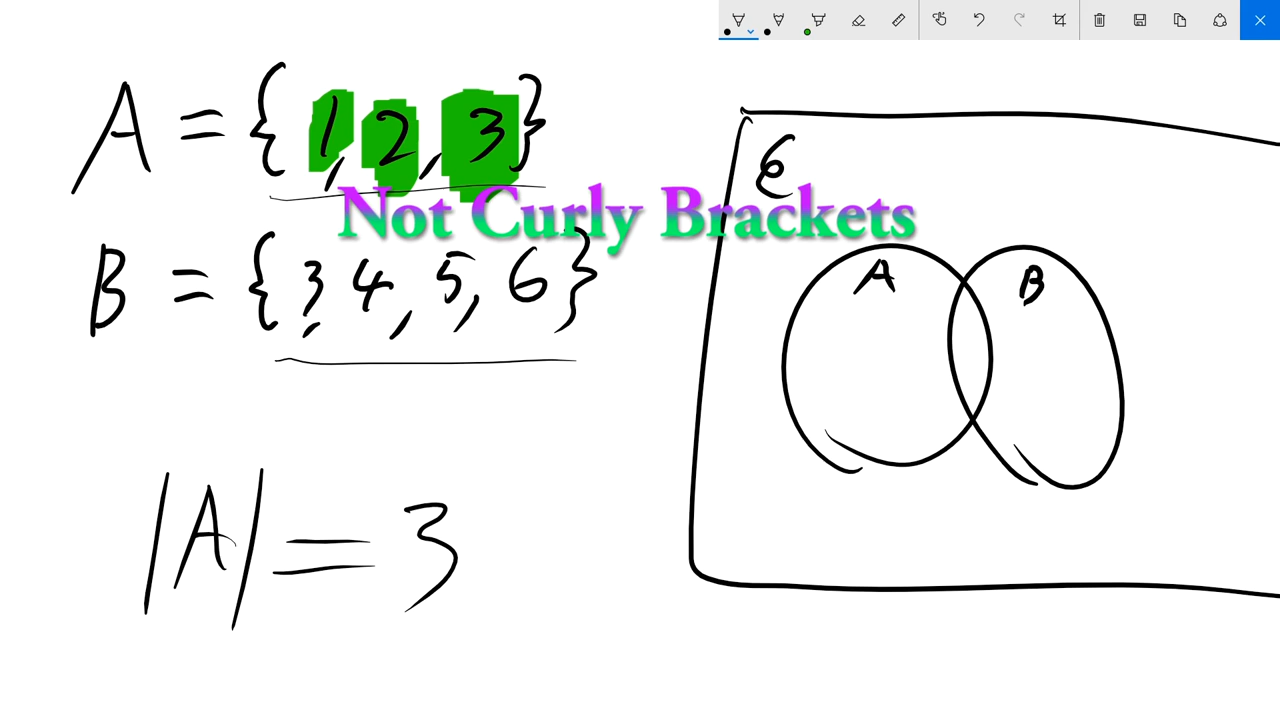 A = {1, 2, 3}
Not Curly Brackets
B = {3, 4, 5, 6}
|A| = 3
ξ
A
B